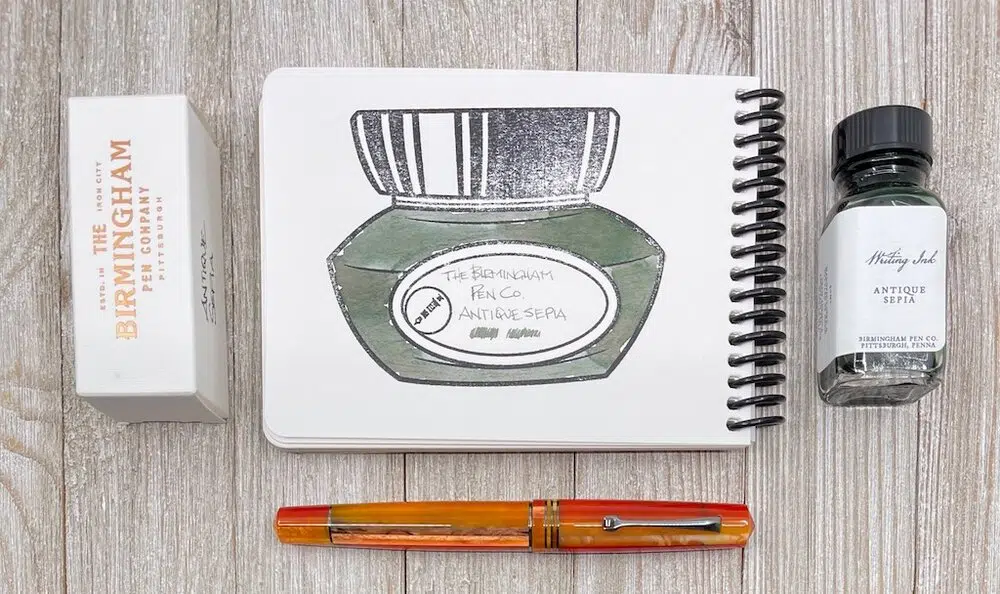 ESTD. IN IRON CITY
THE
BIRMINGHAM
PEN COMPANY
PITTSBURGH
ANTIQUE
SEPIA
THE BIRMINGHAM
PEN CO.
ANTIQUE SEPIA
Writing Ink
ANTIQUE
SEPIA
BIRMINGHAM PEN CO.
PITTSBURGH, PENNA